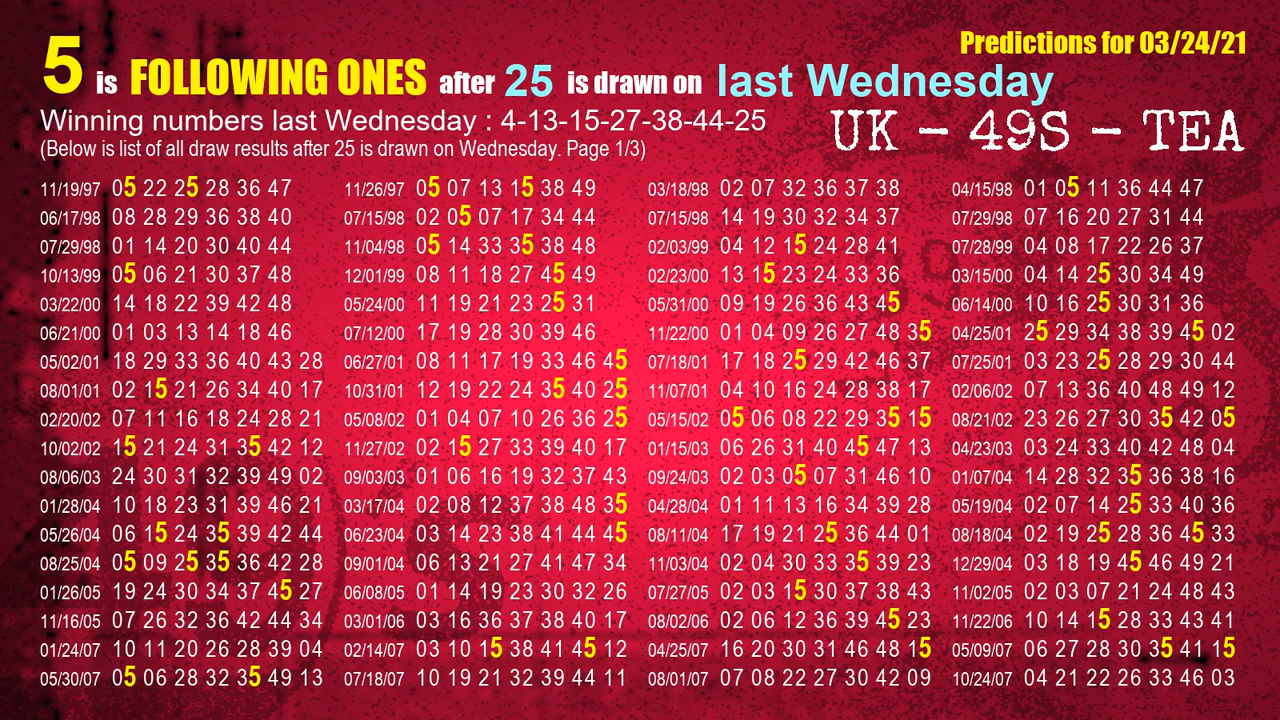 Predictions for 03/24/21
5 is FOLLOWING ONES after 25 is drawn on last Wednesday
Winning numbers last Wednesday : 4-13-15-27-38-44-25
UK - 49S - TEA
(Below is list of all draw results after 25 is drawn on Wednesday. Page 1/3)
11/19/97 05 22 25 28 36 47 11/26/97 05 07 13 15 38 49 03/18/98 02 07 32 36 37 38 04/15/98 01 05 11 36 44 47
06/17/98 08 28 29 36 38 40 07/15/98 02 05 07 17 34 44 07/15/98 14 19 30 32 34 37 07/29/98 07 16 20 27 31 44
07/29/98 01 14 20 30 40 44 11/04/98 05 14 33 35 38 48 02/03/99 04 12 15 24 28 41 07/28/99 04 08 17 22 26 37
10/13/99 05 06 21 30 37 48 12/01/99 08 11 18 27 45 49 02/23/00 13 15 23 24 33 36 03/15/00 04 14 25 30 34 49
03/22/00 14 18 22 39 42 48 05/24/00 11 19 21 23 25 31 05/31/00 09 19 26 36 43 45 06/14/00 10 16 25 30 31 36
06/21/00 01 03 13 14 18 46 07/12/00 17 19 28 30 39 46 11/22/00 01 04 09 26 27 48 35 04/25/01 25 29 34 38 39 45 02
05/02/01 18 29 33 36 40 43 28 06/27/01 08 11 17 19 33 46 45 07/18/01 17 18 25 29 42 46 37 07/25/01 03 23 25 28 29 30 44
08/01/01 02 15 21 26 34 40 17 10/31/01 12 19 22 24 35 40 25 11/07/01 04 10 16 24 28 38 17 02/06/02 07 13 36 40 48 49 12
02/20/02 07 11 16 18 24 28 21 05/08/02 01 04 07 10 26 36 25 05/15/02 05 06 08 22 29 35 15 08/21/02 23 26 27 30 35 42 05
10/02/02 15 21 24 31 35 42 12 11/27/02 02 15 27 33 39 40 17 01/15/03 06 26 31 40 45 47 13 04/23/03 03 24 33 40 42 48 04
08/06/03 24 30 31 32 39 49 02 09/03/03 01 06 16 19 32 37 43 09/24/03 02 03 05 07 31 46 10 01/07/04 14 28 32 35 36 38 16
01/28/04 10 18 23 31 39 46 21 03/17/04 02 08 12 37 38 48 35 04/28/04 01 11 13 16 34 39 28 05/19/04 02 07 14 25 33 40 36
05/26/04 06 15 24 35 39 42 44 06/23/04 03 14 23 38 41 44 45 08/11/04 17 19 21 25 36 44 01 08/18/04 02 19 25 28 36 45 33
08/25/04 05 09 25 35 36 42 28 09/01/04 06 13 21 27 41 47 34 11/03/04 02 04 30 33 35 39 23 12/29/04 03 18 19 45 46 49 21
01/26/05 19 24 30 34 37 45 27 06/08/05 01 14 19 23 30 32 26 07/27/05 02 03 15 30 37 38 43 11/02/05 02 03 07 21 24 48 43
11/16/05 07 26 32 36 42 44 34 03/01/06 03 16 36 37 38 40 17 08/02/06 02 06 12 36 39 45 23 11/22/06 10 14 15 28 33 43 41
01/24/07 10 11 20 26 28 39 04 02/14/07 03 10 15 38 41 45 12 04/25/07 16 20 30 31 46 48 15 05/09/07 06 27 28 30 35 41 15
05/30/07 05 06 28 32 35 49 13 07/18/07 10 19 21 32 39 44 11 08/01/07 07 08 22 27 30 42 09 10/24/07 04 21 22 26 33 46 03